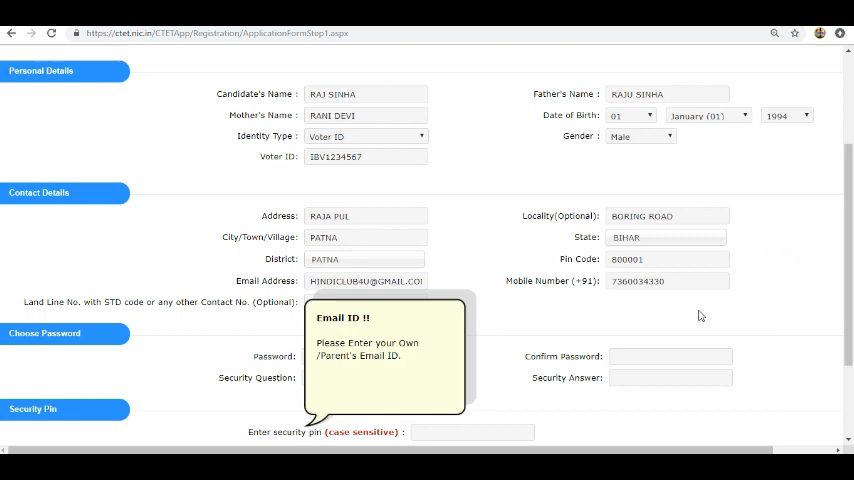 https://ctet.nic.in/CTETApp/Registration/ApplicationFormStep1.aspx
Personal Details
Candidate's Name : RAJ SINHA Father's Name : RAJU SINHA
Mother's Name : RANI DEVI Date of Birth: 01 January (01) 1994
Identity Type : Voter ID Gender : Male
Voter ID: IBV1234567
Contact Details
Address: RAJA PUL Locality(Optional): BORING ROAD
City/Town/Village: PATNA State: BIHAR
District: PATNA Pin Code: 800001
Email Address: HINDICLUB4U@GMAIL.COM Mobile Number (+91): 7360034330
Land Line No. with STD code or any other Contact No. (Optional):
Email ID !!
Please Enter your Own
/Parent's Email ID.
Choose Password
Password: Confirm Password:
Security Question: Security Answer:
Security Pin
Enter security pin (case sensitive) :